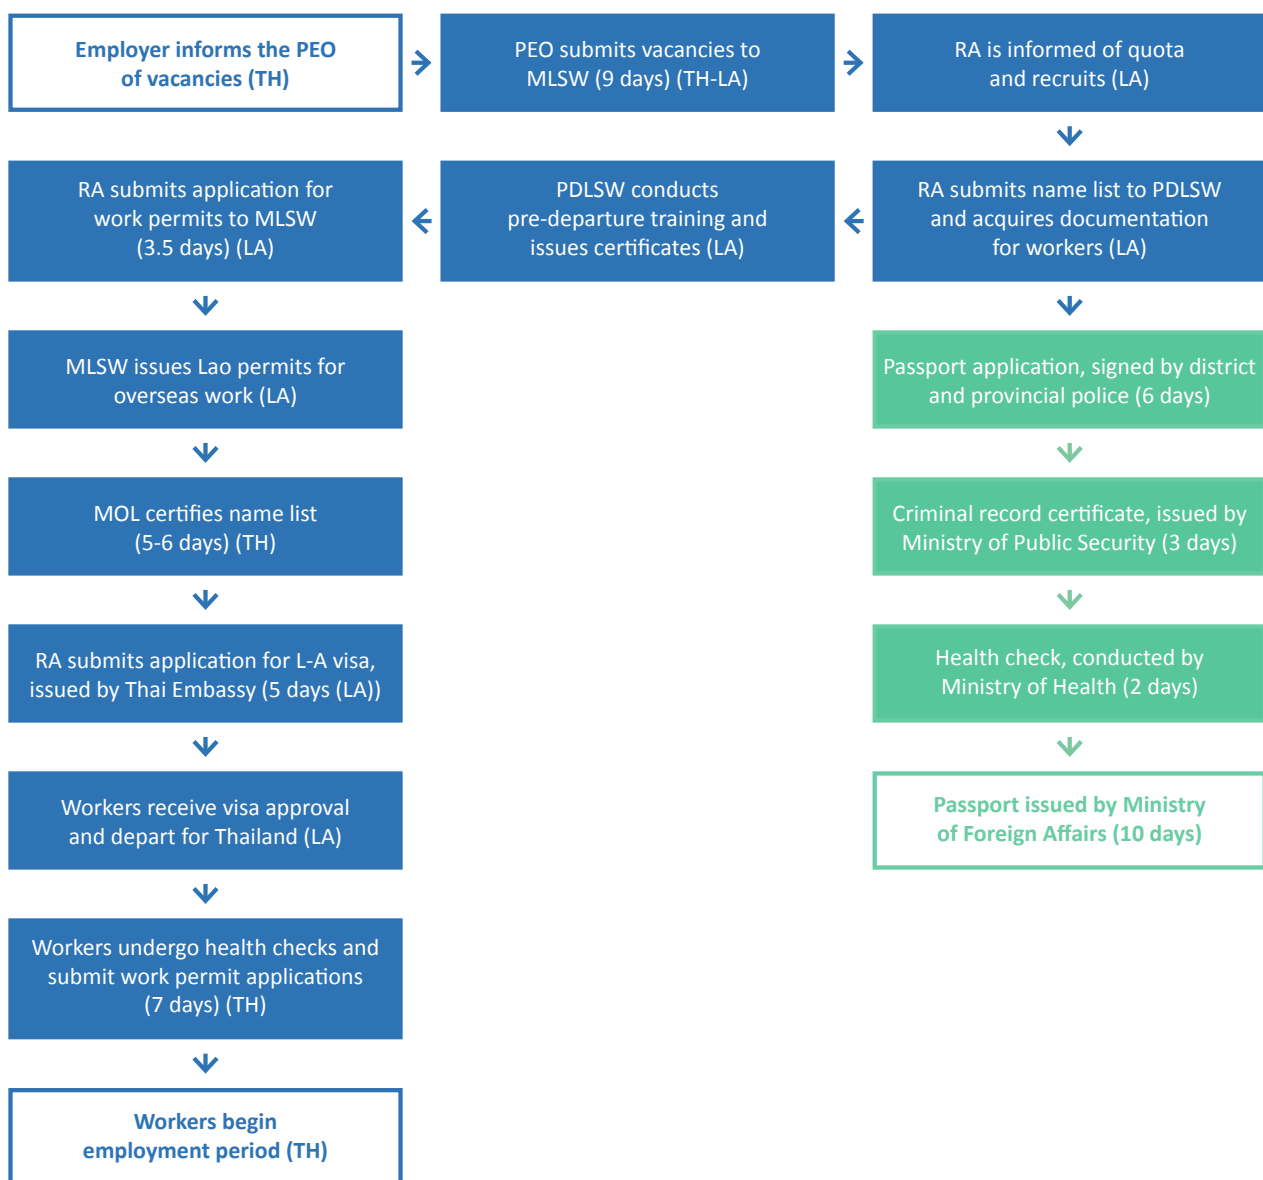 Employer informs the PEO
of vacancies (TH)
PEO submits vacancies to
MLSW (9 days) (TH-LA)
RA is informed of quota
and recruits (LA)
RA submits name list to PDLSW
and acquires documentation
for workers (LA)
PDLSW conducts
pre-departure training and
issues certificates (LA)
RA submits application for
work permits to MLSW
(3.5 days) (LA)
MLSW issues Lao permits for
overseas work (LA)
MOL certifies name list
(5-6 days) (TH)
RA submits application for L-A visa,
issued by Thai Embassy (5 days (LA))
Workers receive visa approval
and depart for Thailand (LA)
Workers undergo health checks and
submit work permit applications
(7 days) (TH)
Workers begin
employment period (TH)
Passport application, signed by district
and provincial police (6 days)
Criminal record certificate, issued by
Ministry of Public Security (3 days)
Health check, conducted by
Ministry of Health (2 days)
Passport issued by Ministry
of Foreign Affairs (10 days)